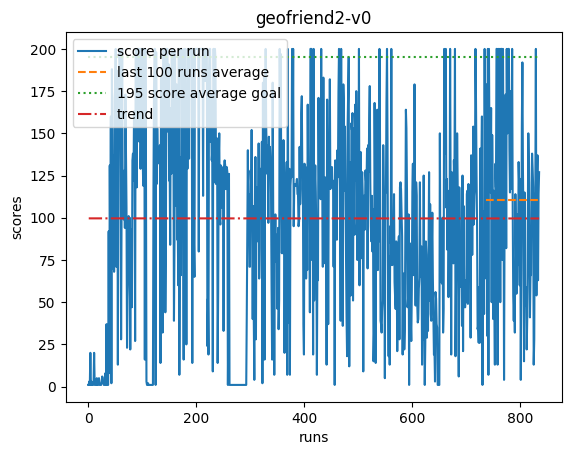 geofriend2-v0
score per run
last 100 runs average
195 score average goal
trend
200
175
150
125
100
75
50
25
0
scores
0 200 400 600 800
runs